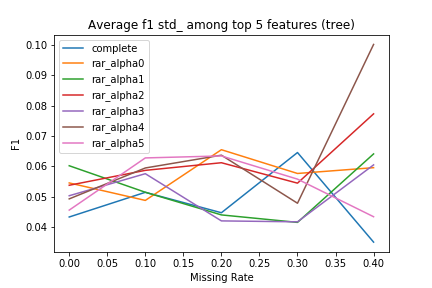 Average f1 std_ among top 5 features (tree)
0.10
0.09
0.08
0.07
0.06
0.05
0.04
F1
complete
rar_alpha0
rar_alpha1
rar_alpha2
rar_alpha3
rar_alpha4
rar_alpha5
0.00 0.05 0.10 0.15 0.20 0.25 0.30 0.35 0.40
Missing Rate